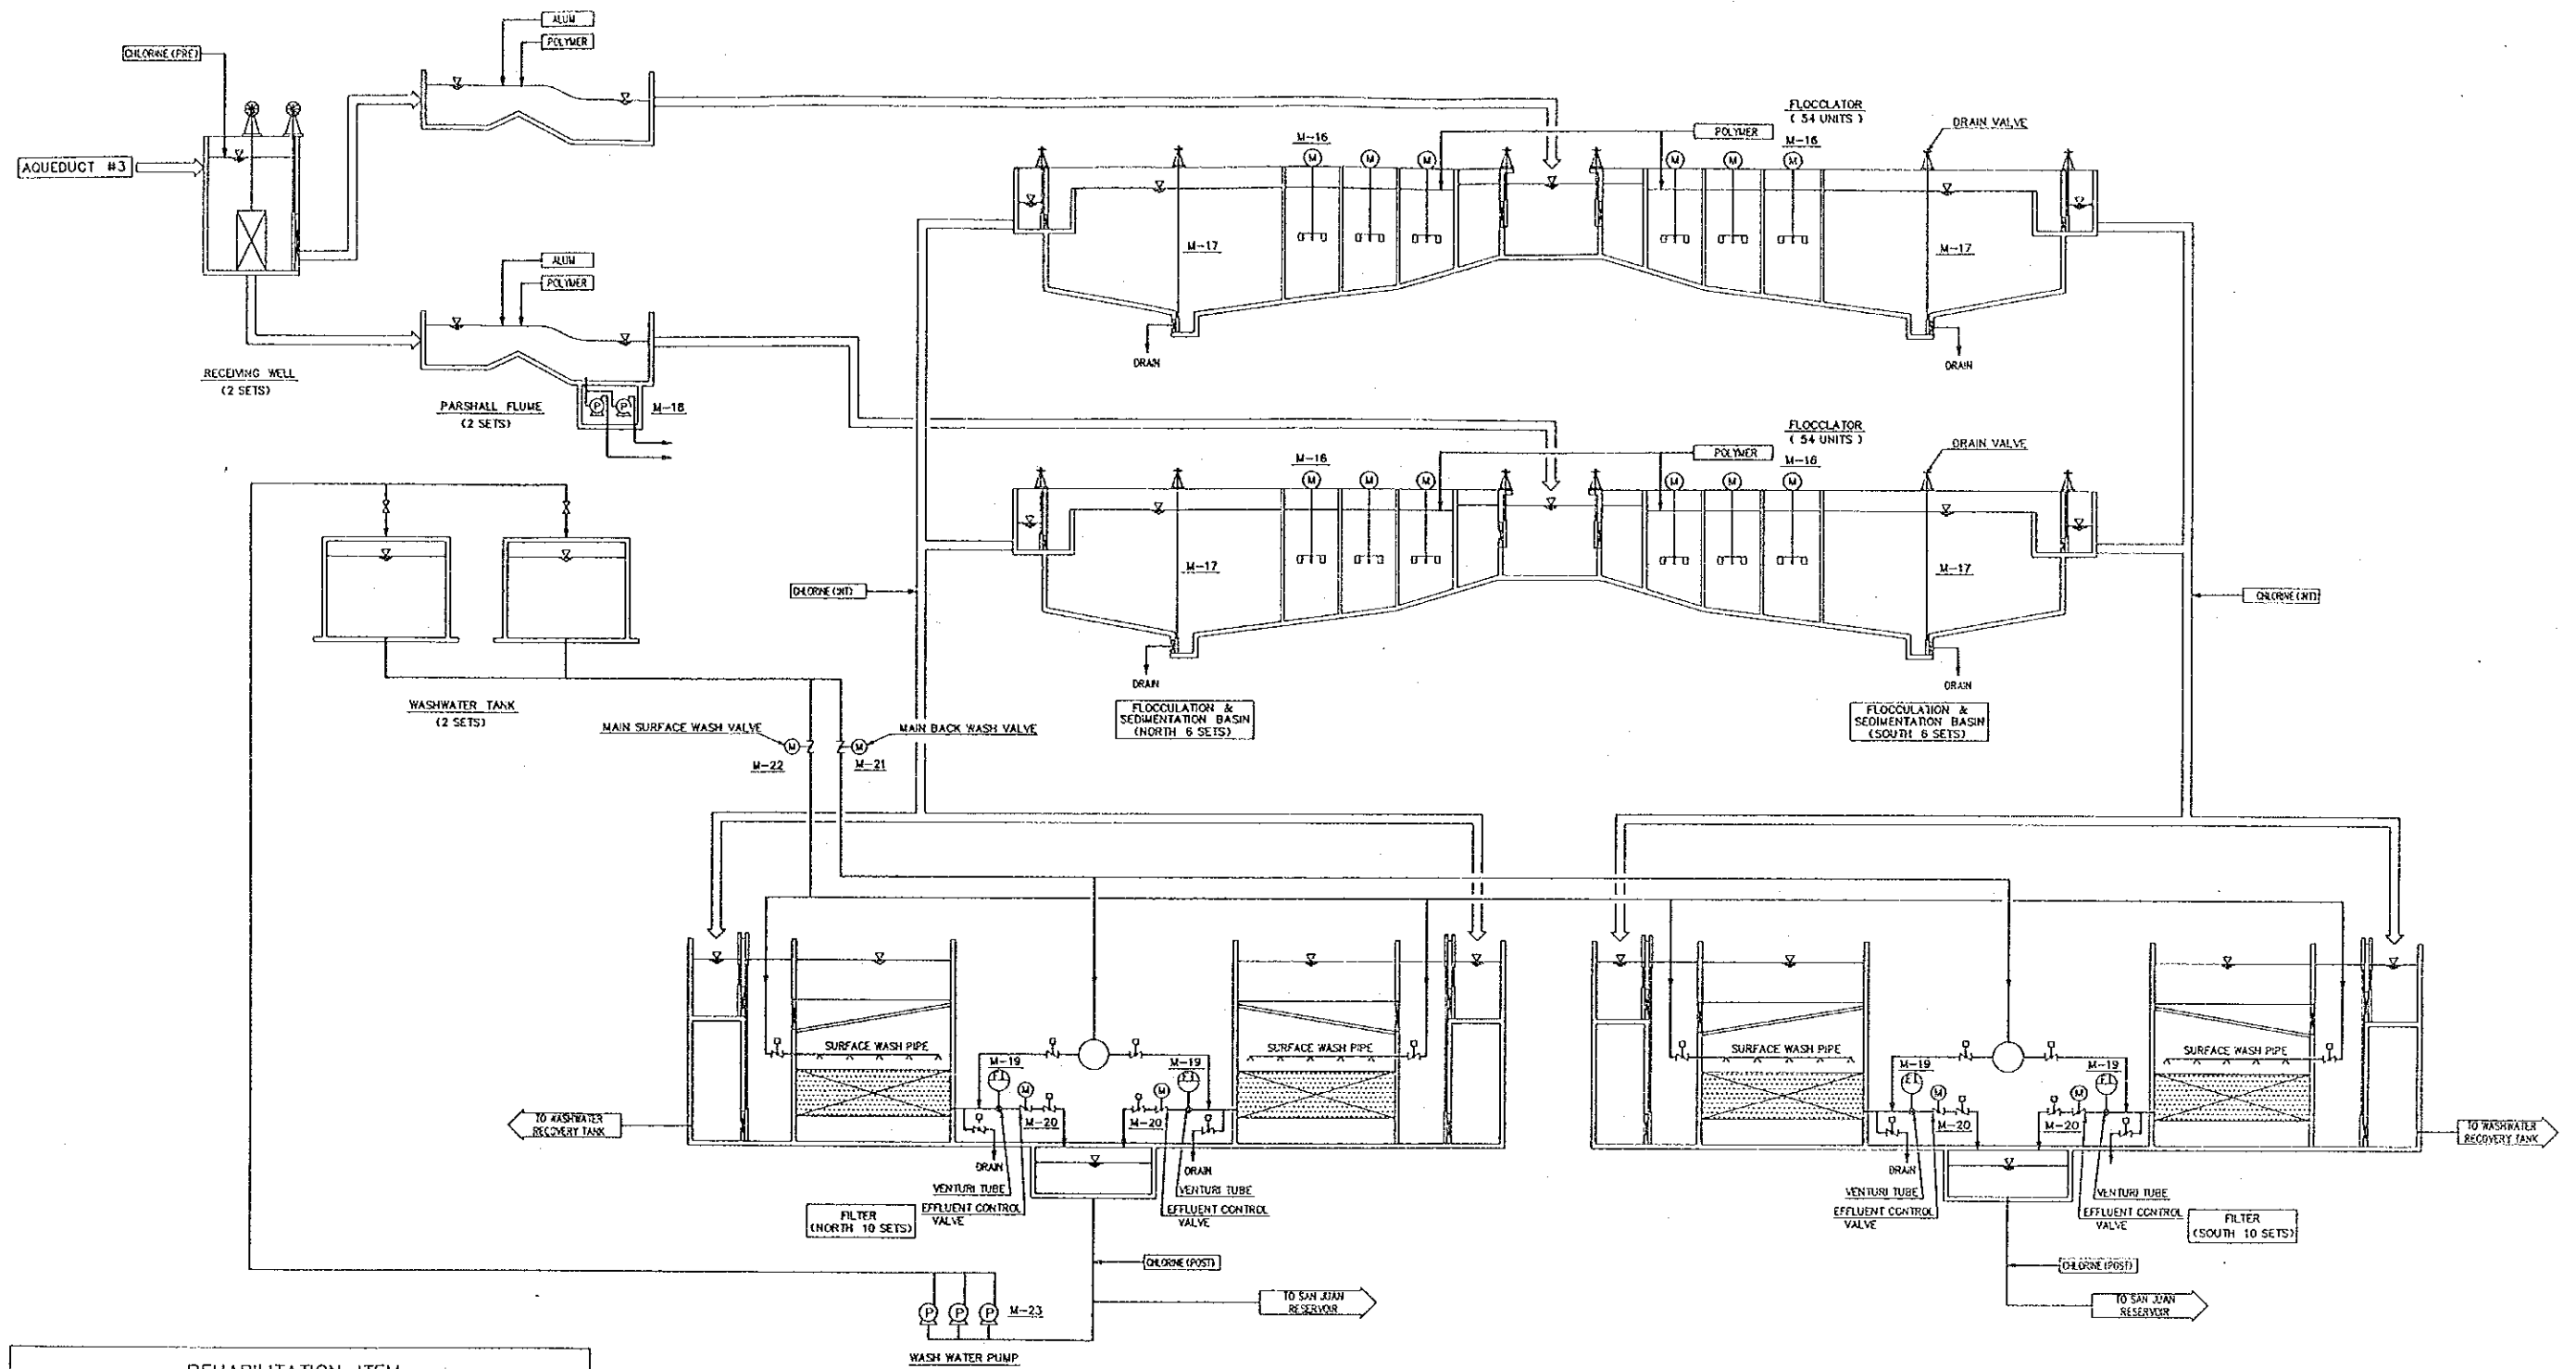 ALUM
CHLORINE (PRE)
POLYMER
AQUEDUCT #3
FLOCCLATOR
( 54 UNITS )
DRAIN VALVE
M-16
POLYMER
M-16
M
M
M
M
M
M
M-17
M-17
DRAIN
DRAIN
ALUM
POLYMER
RECEIVING WELL
(2 SETS)
PARSHALL FLUME
(2 SETS)
P
P
M-18
FLOCCLATOR
( 54 UNITS )
DRAIN VALVE
M-16
POLYMER
M-16
M
M
M
M
M
M
M-17
M-17
CHLORINE (INT)
CHLORINE (INT)
DRAIN
DRAIN
FLOCCULATION &
SEDIMENTATION BASIN
(NORTH 6 SETS)
FLOCCULATION &
SEDIMENTATION BASIN
(SOUTH 6 SETS)
WASHWATER TANK
(2 SETS)
MAIN SURFACE WASH VALVE
M
M
MAIN BACK WASH VALVE
M-22
M-21
SURFACE WASH PIPE
SURFACE WASH PIPE
SURFACE WASH PIPE
SURFACE WASH PIPE
M-19
M-19
M-19
M-19
M
M
M
M
M-20
M-20
M-20
M-20
TO WASHWATER
RECOVERY TANK
TO WASHWATER
RECOVERY TANK
DRAIN
DRAIN
DRAIN
VENTURI TUBE
VENTURI TUBE
VENTURI TUBE
VENTURI TUBE
EFFLUENT CONTROL
VALVE
EFFLUENT CONTROL
VALVE
EFFLUENT CONTROL
VALVE
EFFLUENT CONTROL
VALVE
FILTER
(NORTH 10 SETS)
FILTER
(SOUTH 10 SETS)
CHLORINE (POST)
CHLORINE (POST)
TO SAN JUAN
RESERVOIR
TO SAN JUAN
RESERVOIR
P
P
P
M-23
WASH WATER PUMP
REHABILITATION ITEM